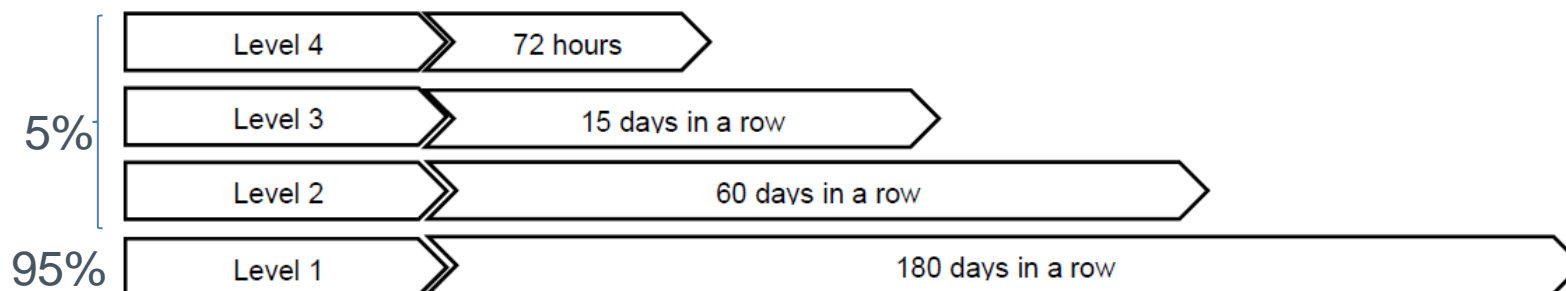 Level 4 72 hours
Level 3 15 days in a row
5%
Level 2 60 days in a row
95% Level 1 180 days in a row